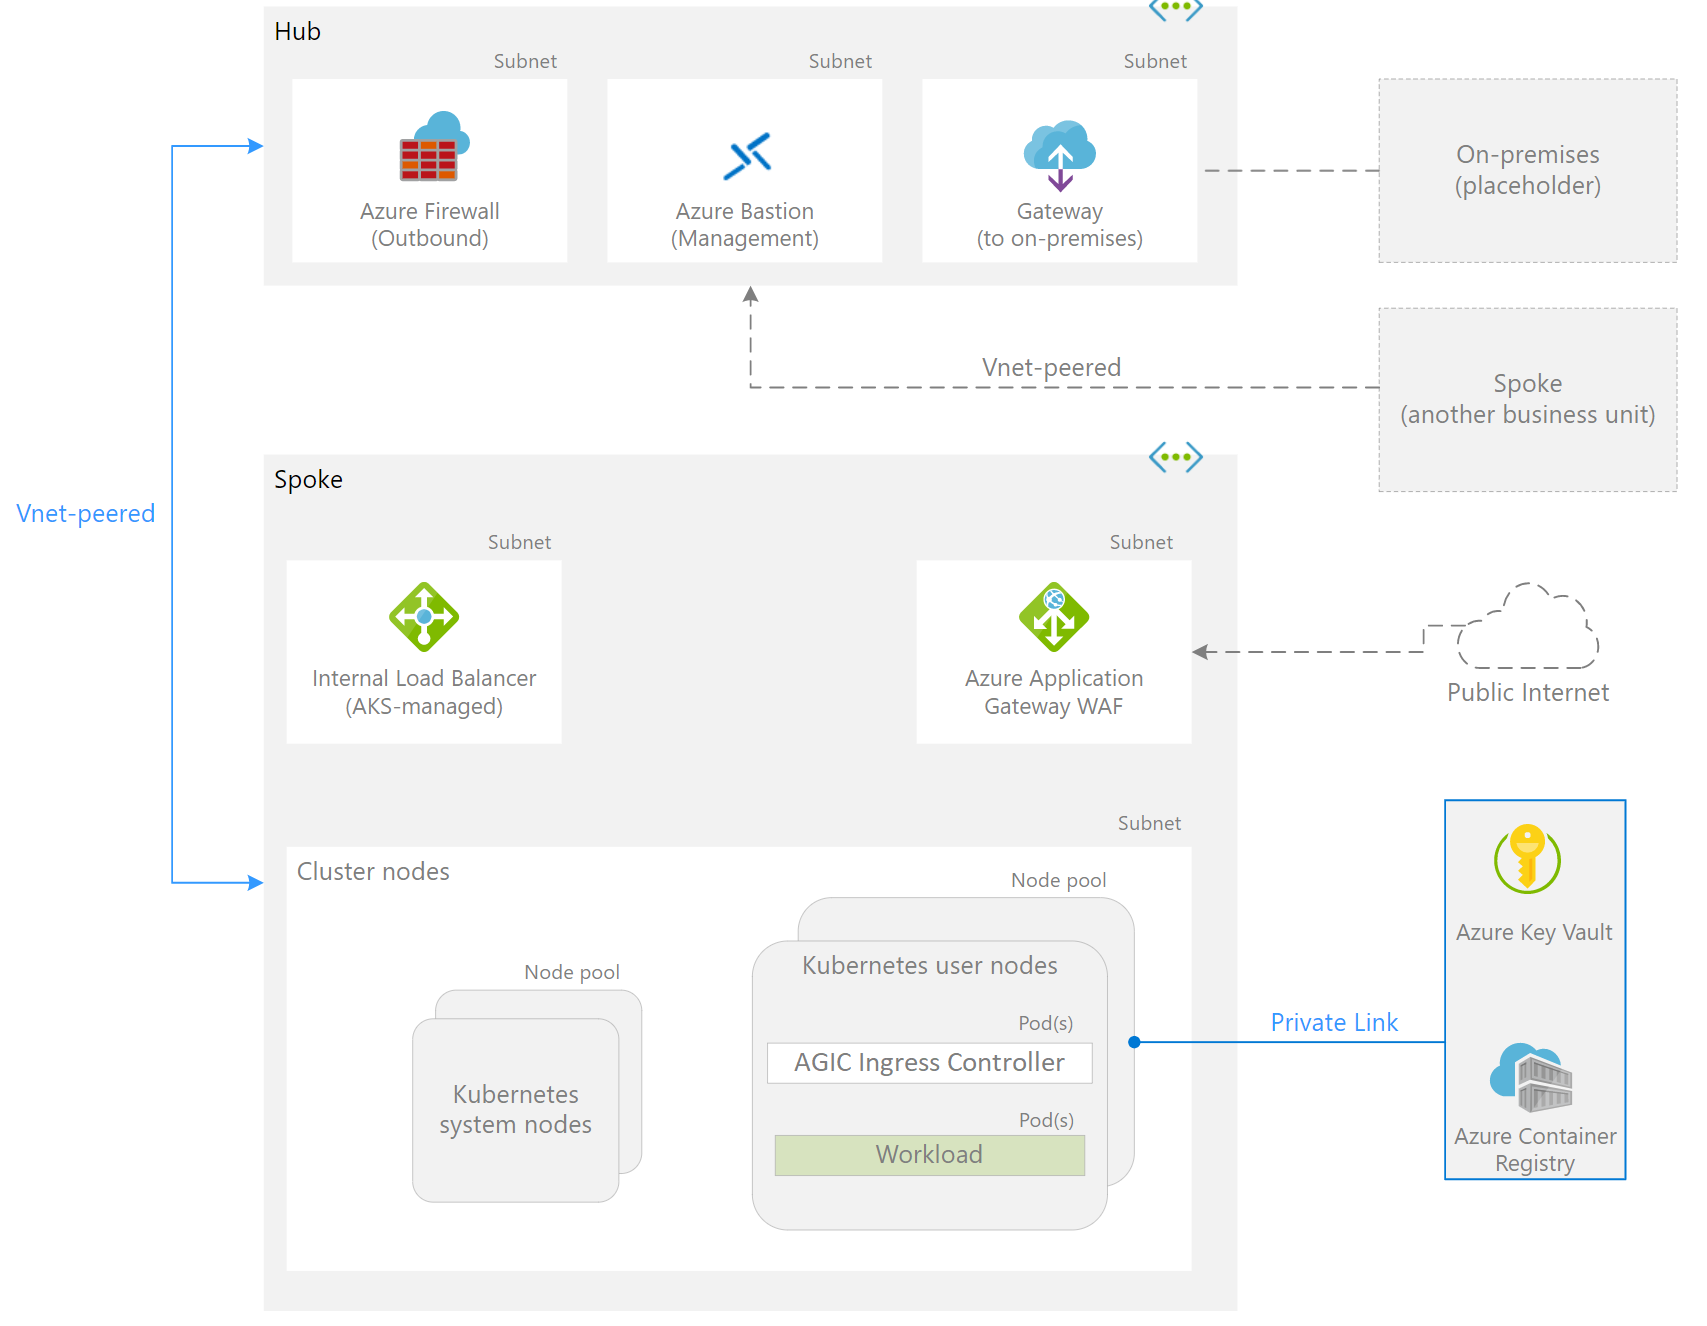 Hub
Subnet
Subnet
Subnet
Azure Firewall
(Outbound)
Azure Bastion
(Management)
Gateway
(to on-premises)
On-premises
(placeholder)
Vnet-peered
Spoke
(another business unit)
Vnet-peered
Spoke
Subnet
Subnet
Internal Load Balancer
(AKS-managed)
Azure Application
Gateway WAF
Public Internet
Subnet
Cluster nodes
Node pool
Kubernetes
system nodes
Node pool
Kubernetes user nodes
Pod(s)
AGIC Ingress Controller
Pod(s)
Workload
Private Link
Azure Key Vault
Azure Container
Registry